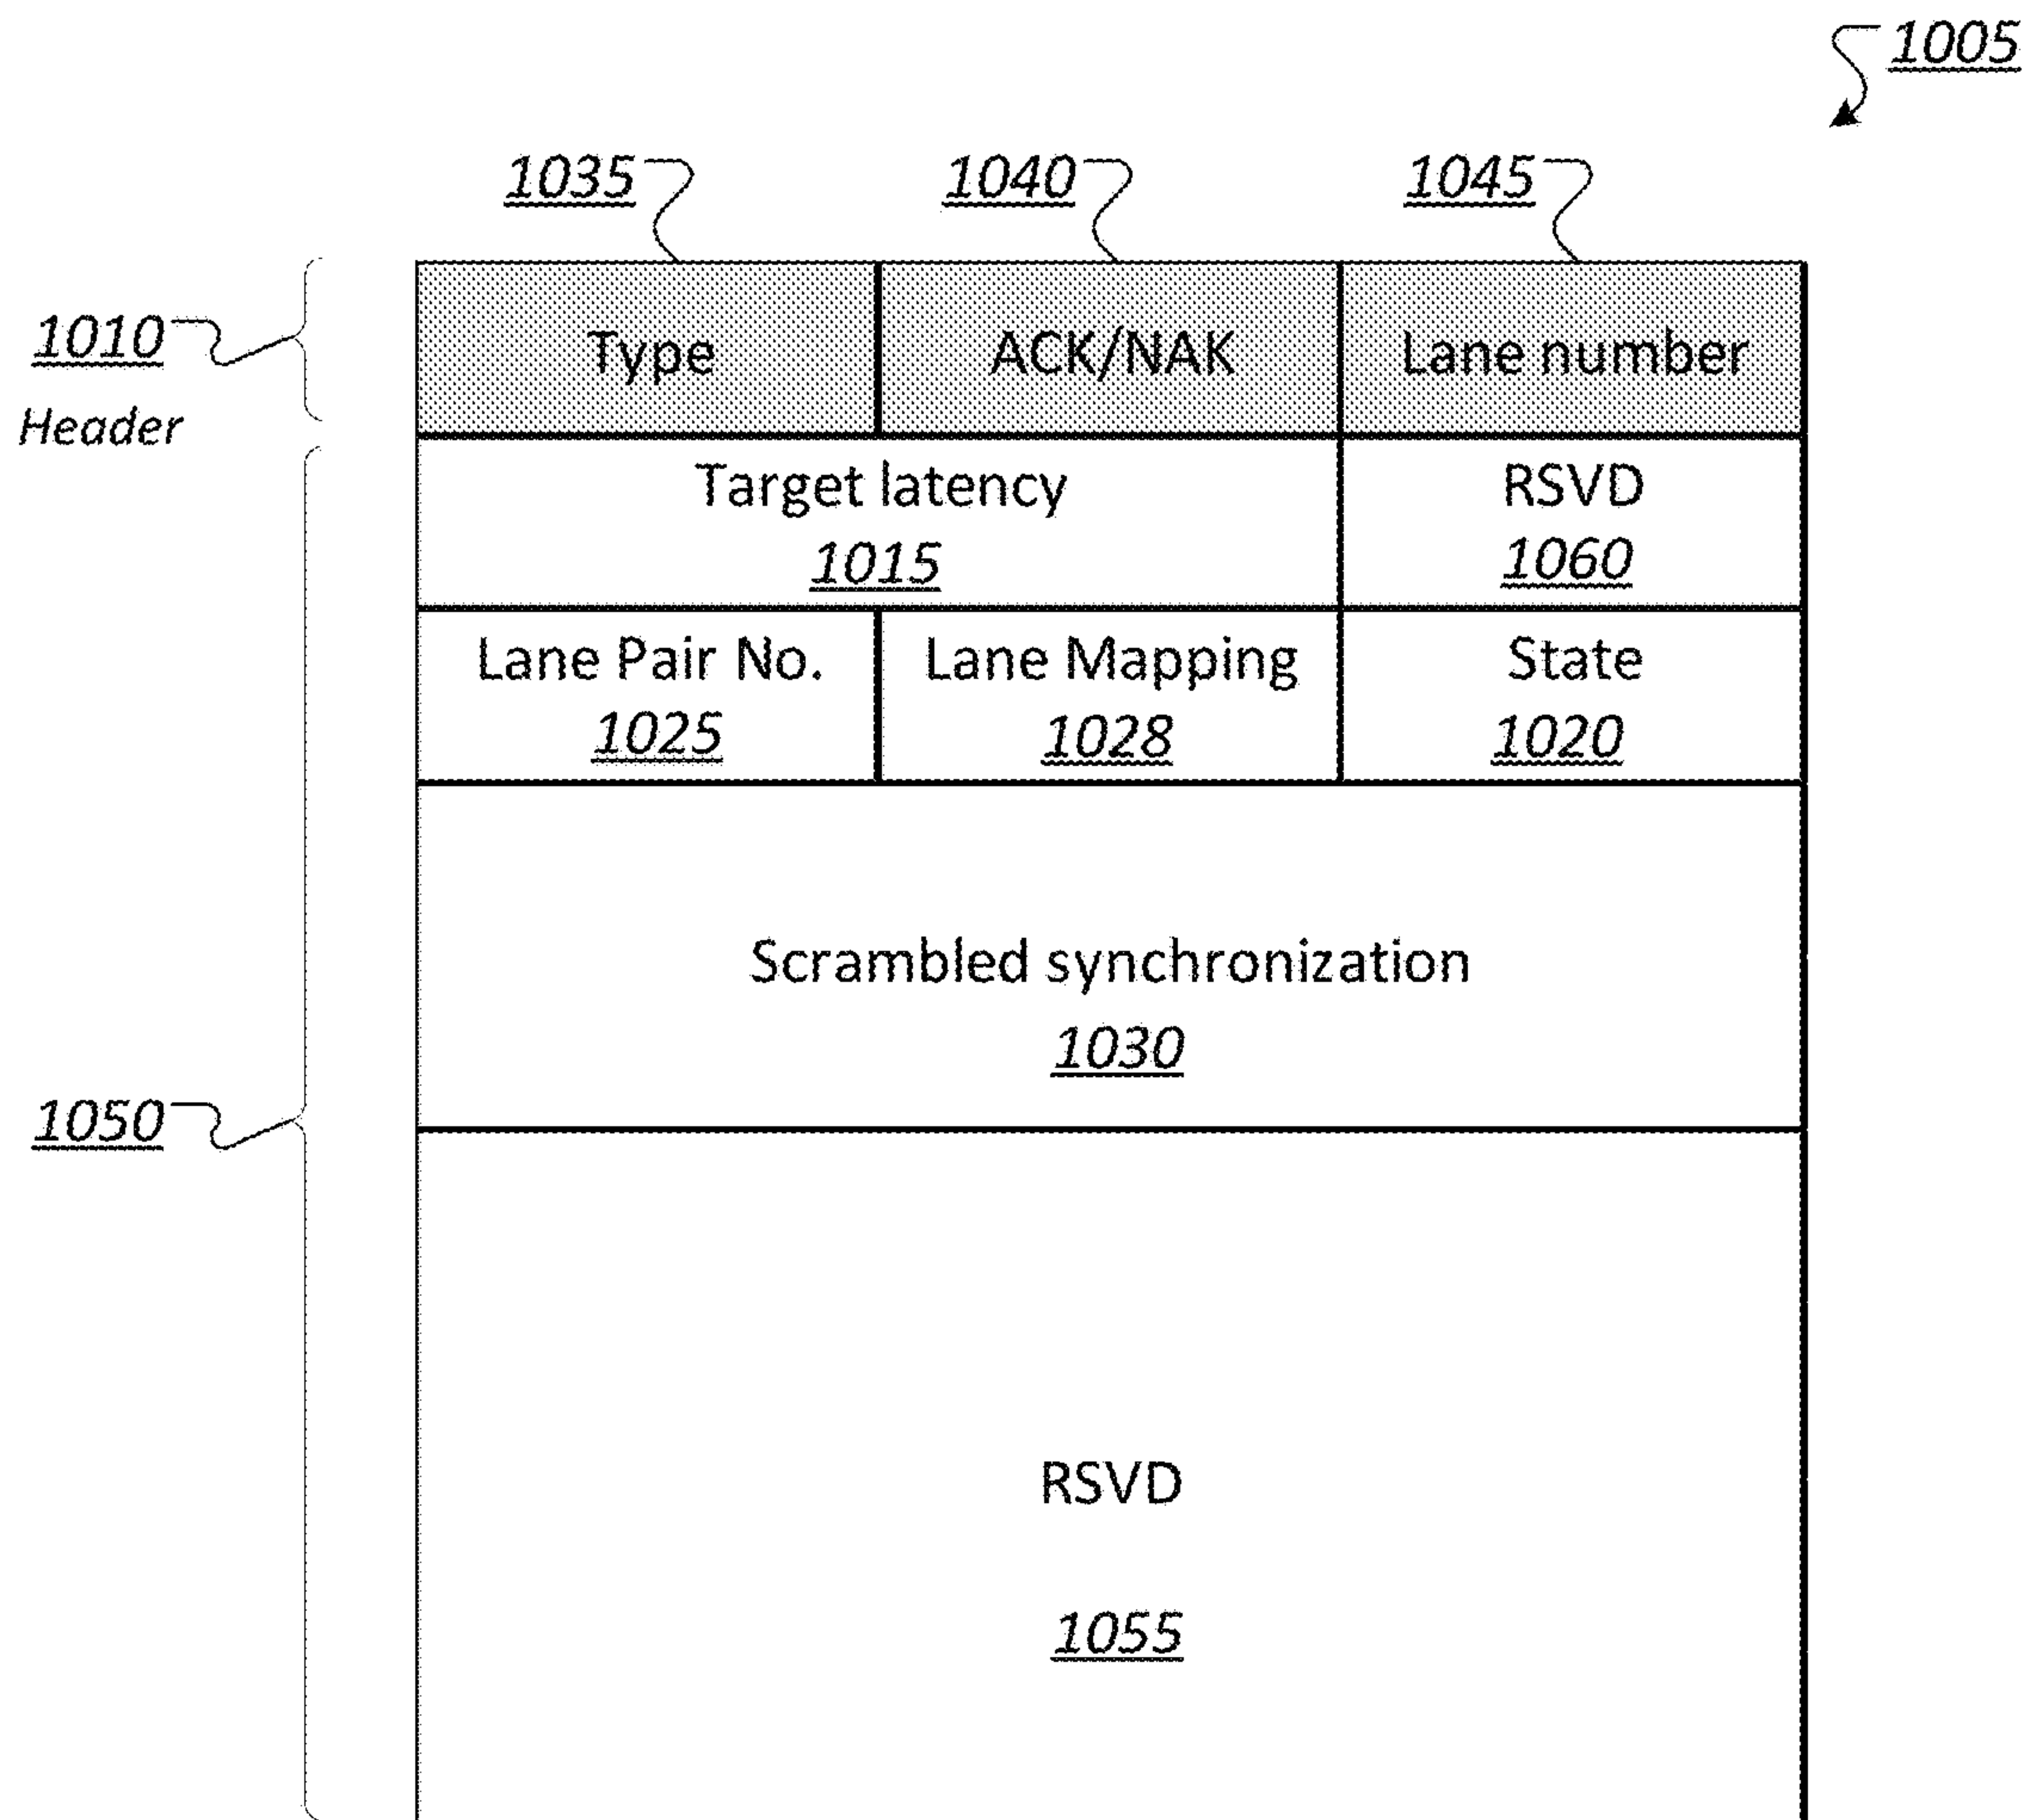 1005
1035 1040 1045
1010
Header
Type ACK/NAK Lane number
Target latency RSVD
1015 1060
Lane Pair No. Lane Mapping State
1025 1028 1020
Scrambled synchronization
1030
1050
RSVD
1055